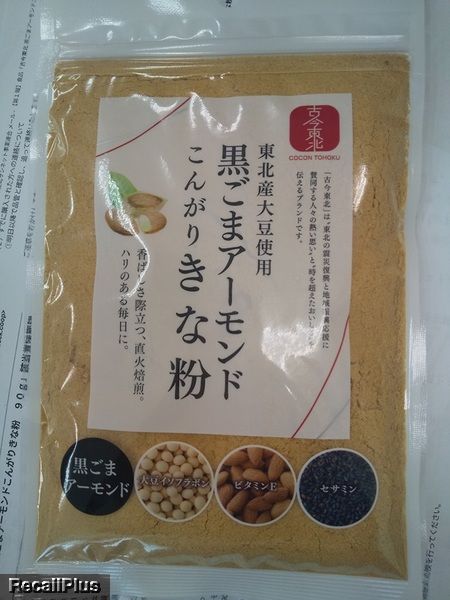 古今東北
COCON TOHOKU
「古今東北」は"東北の震災復興と地域振興応援に
賛同する人々の熱い思い"と"時を超えたおいしさ"を
伝えるブランドです。
東北産大豆使用
黒ごまアーモンド
こんがりきな粉
香ばしさ際立つ、直火焙煎。
ハリのある毎日に。
黒ごま
アーモンド
大豆イソフラボン
ビタミンE
セサミン
RecallPlus